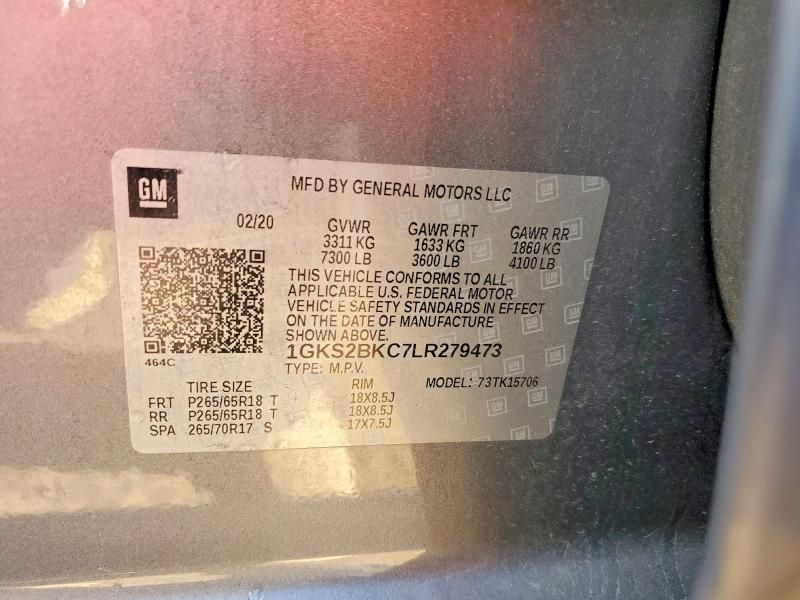 GM
MFD BY GENERAL MOTORS LLC
02/20 GVWR GAWR FRT GAWR RR
3311 KG 1633 KG 1860 KG
7300 LB 3600 LB 4100 LB
THIS VEHICLE CONFORMS TO ALL
APPLICABLE U.S. FEDERAL MOTOR
VEHICLE SAFETY STANDARDS IN EFFECT
ON THE DATE OF MANUFACTURE
SHOWN ABOVE.
1GKS2BKC7LR279473
464C
TYPE: M.P.V. MODEL: 73TK15706
TIRE SIZE RIM
FRT P265/65R18 T 18X8.5J
RR P265/65R18 T 18X8.5J
SPA 265/70R17 S 17X7.5J